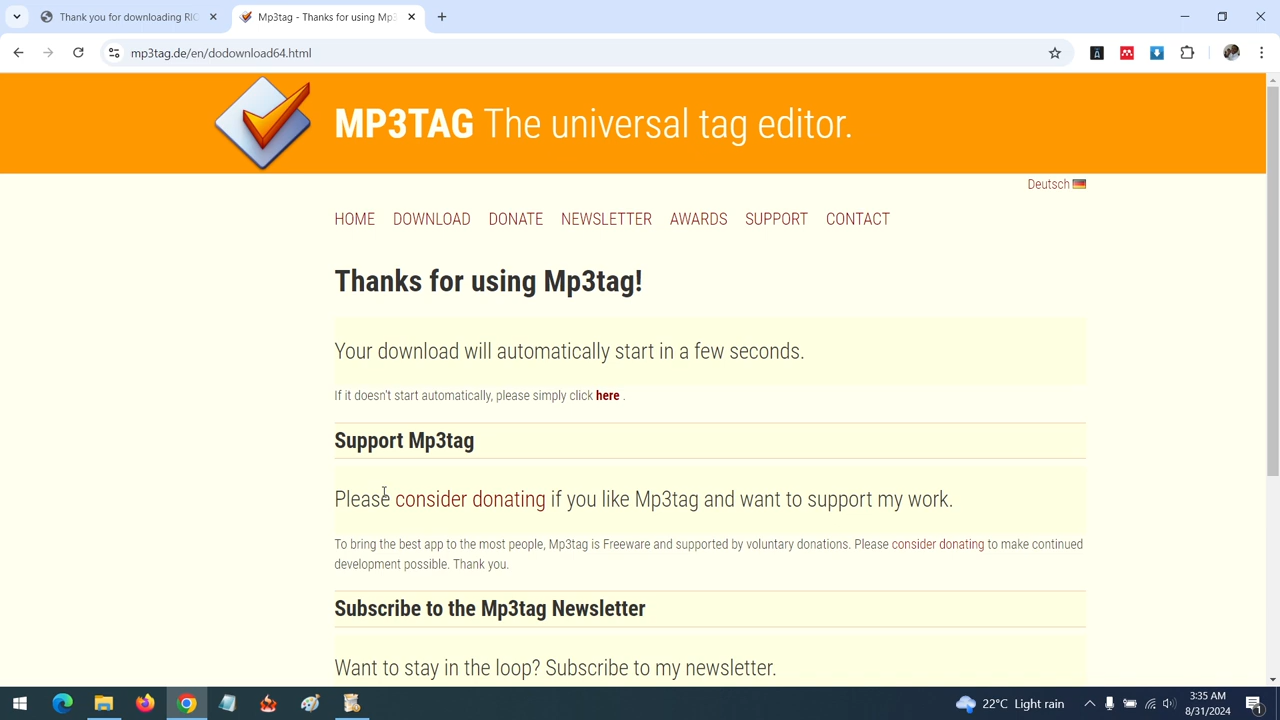 Thank you for downloading RIC
Mp3tag - Thanks for using Mp3
mp3tag.de/en/dodownload64.html
MP3TAG The universal tag editor.
Deutsch
HOME DOWNLOAD DONATE NEWSLETTER AWARDS SUPPORT CONTACT
Thanks for using Mp3tag!
Your download will automatically start in a few seconds.
If it doesn't start automatically, please simply click here .
Support Mp3tag
Please consider donating if you like Mp3tag and want to support my work.
To bring the best app to the most people, Mp3tag is Freeware and supported by voluntary donations. Please consider donating to make continued
development possible. Thank you.
Subscribe to the Mp3tag Newsletter
Want to stay in the loop? Subscribe to my newsletter.
22°C Light rain
3:35 AM
8/31/2024
1